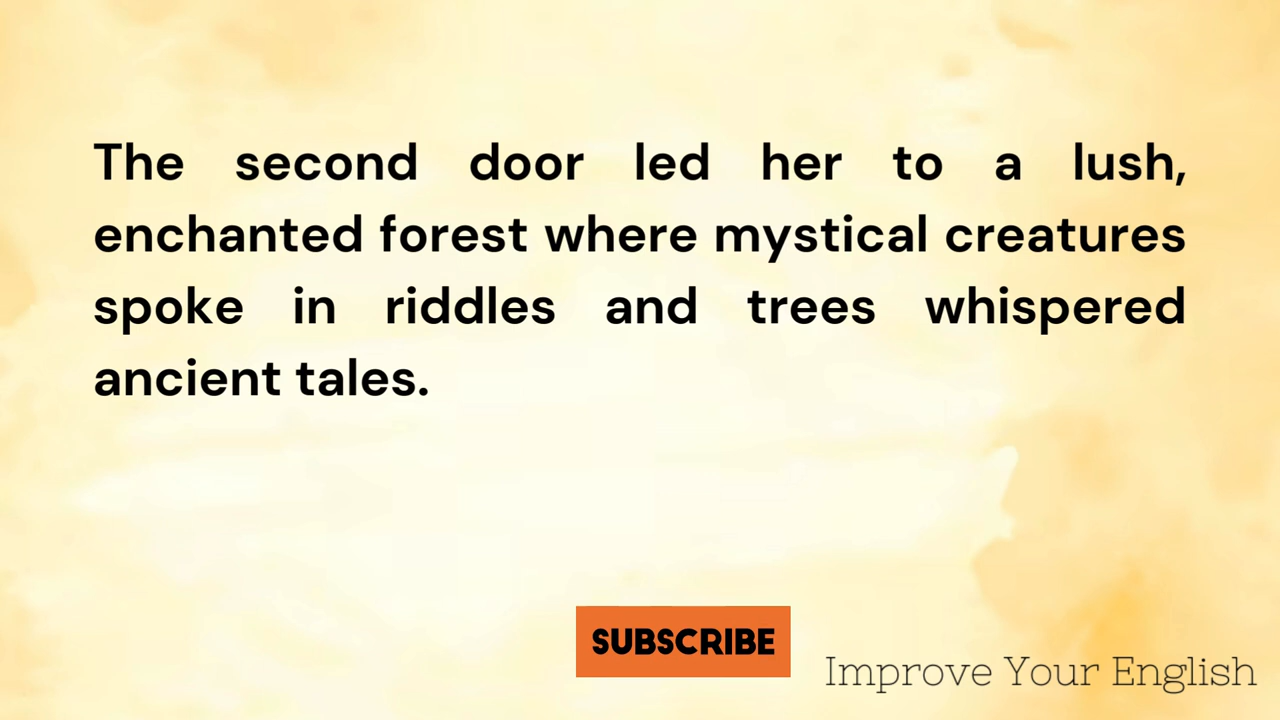 The second door led her to a lush,
enchanted forest where mystical creatures
spoke in riddles and trees whispered
ancient tales.
SUBSCRIBE
Improve Your English